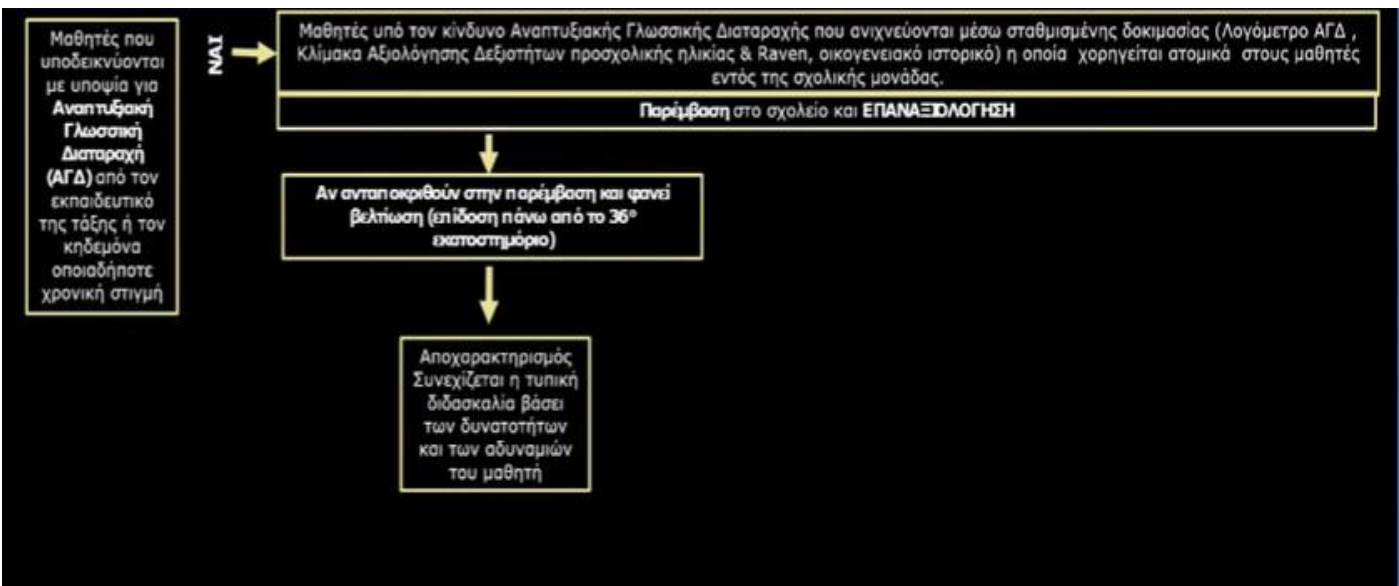 Μαθητές που
υποδεικνύονται
με υποψία για
Αναπτυξιακή
Γλωσσική
Διαταραχή
(ΑΓΔ) από τον
εκπαιδευτικό
της τάξης ή τον
κηδεμόνα
οποιαδήποτε
χρονική στιγμή
ΝΑΙ
Μαθητές υπό τον κίνδυνο Αναπτυξιακής Γλωσσικής Διαταραχής που ανιχνεύονται μέσω σταθμισμένης δοκιμασίας (Λογόμετρο ΑΓΔ ,
Κλίμακα Αξιολόγησης Δεξιοτήτων προσχολικής ηλικίας & Raven, οικογενειακό ιστορικό) η οποία χορηγείται ατομικά στους μαθητές
εντός της σχολικής μονάδας.
Παρέμβαση στο σχολείο και ΕΠΑΝΑΞΙΟΛΟΓΗΣΗ
Αν ανταποκριθούν στην παρέμβαση και φανεί
βελτίωση (επίδοση πάνω από το 36ο
εκατοστημόριο)
Αποχαρακτηρισμός
Συνεχίζεται η τυπική
διδασκαλία βάσει
των δυνατοτήτων
και των αδυναμιών
του μαθητή